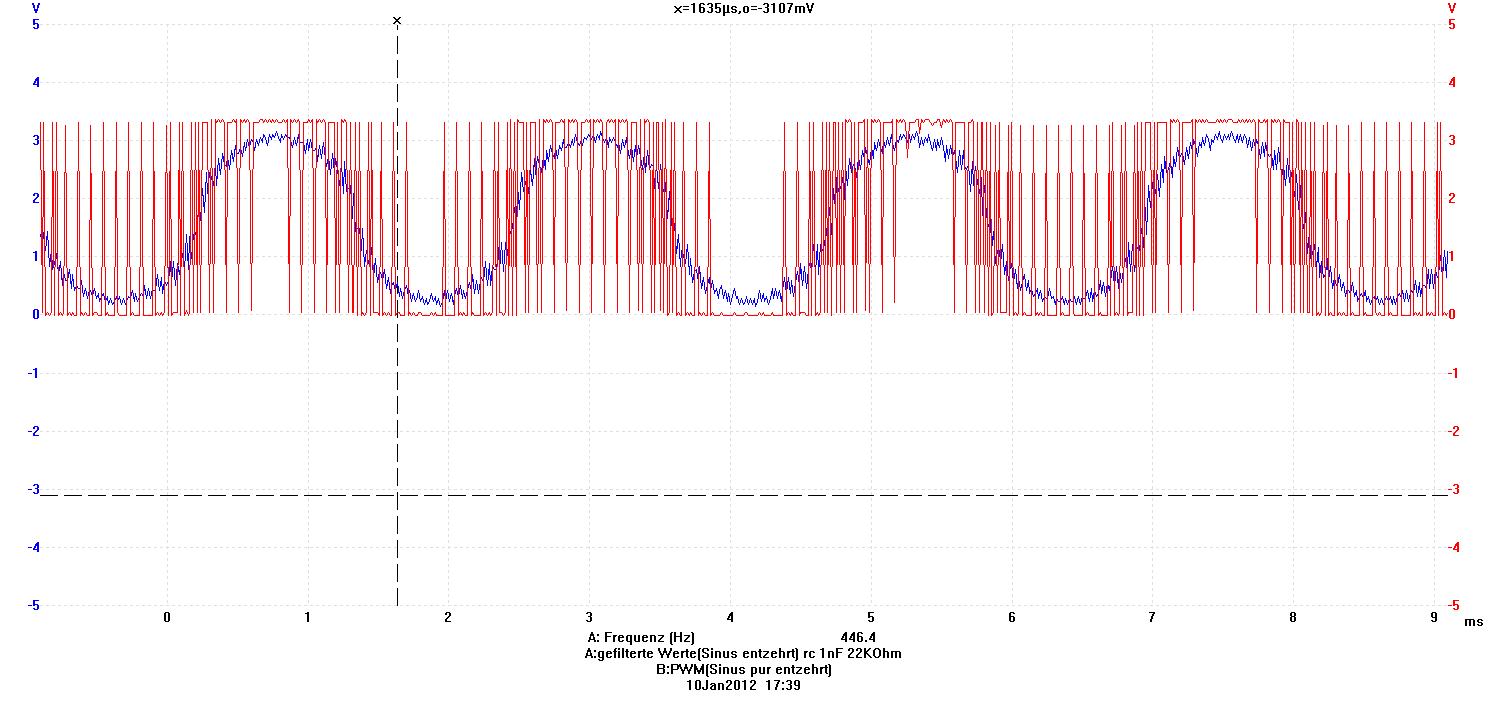 x=1635µs,o=-3107mV
V V
5 5
x
4 4
3 3
2 2
1 1
0 0
-1 -1
-2 -2
-3 -3
-4 -4
-5 -5
0 1 2 3 4 5 6 7 8 9 ms
A: Frequenz (Hz) 446.4
A:gefilterte Werte(Sinus entzehrt) rc 1nF 22KOhm
B:PWM(Sinus pur entzehrt)
10Jan2012 17:39